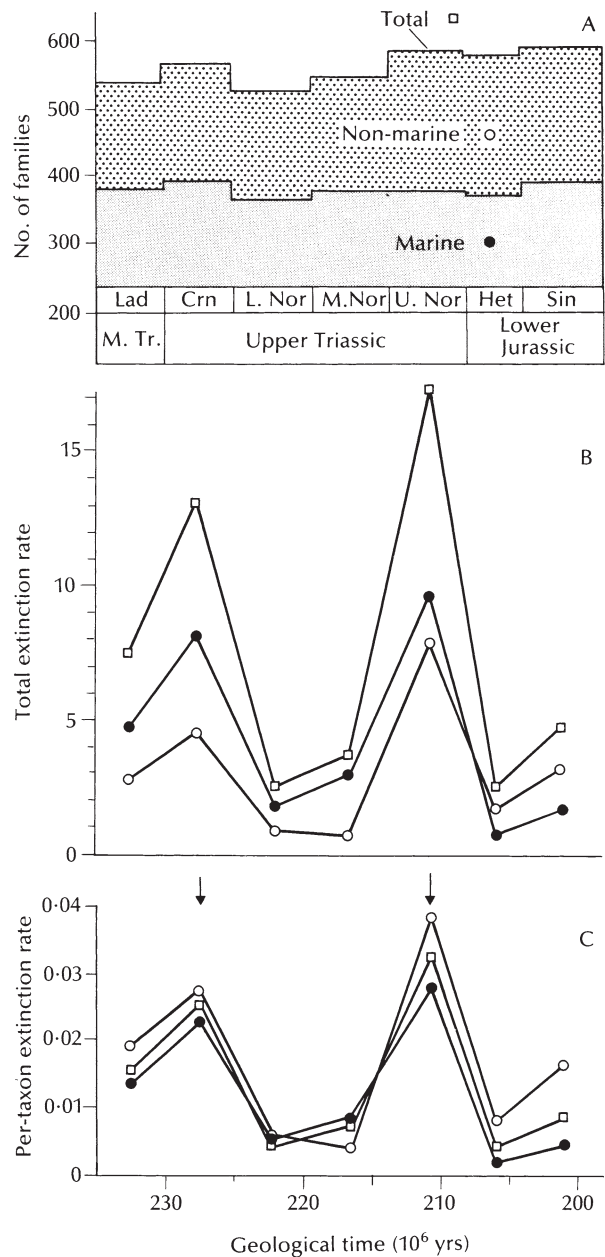 Total
A
600
500
400
300
200
No. of families
Non-marine
Marine
Lad Crn L. Nor M.Nor U. Nor Het Sin
M. Tr. Upper Triassic Lower Jurassic
B
15
10
5
0
Total extinction rate
C
0·04
0·03
0·02
0·01
0
Per-taxon extinction rate
230 220 210 200
Geological time (10⁶ yrs)